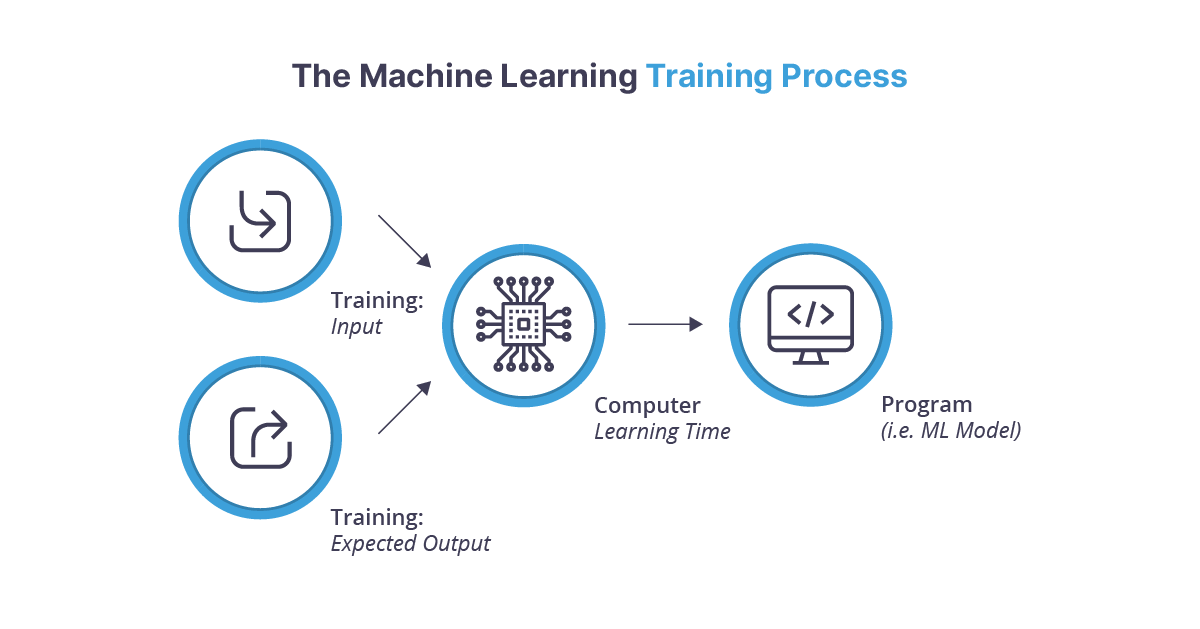 The Machine Learning Training Process
Training:
Input
Computer
Learning Time
</>
Program
(i.e. ML Model)
Training:
Expected Output